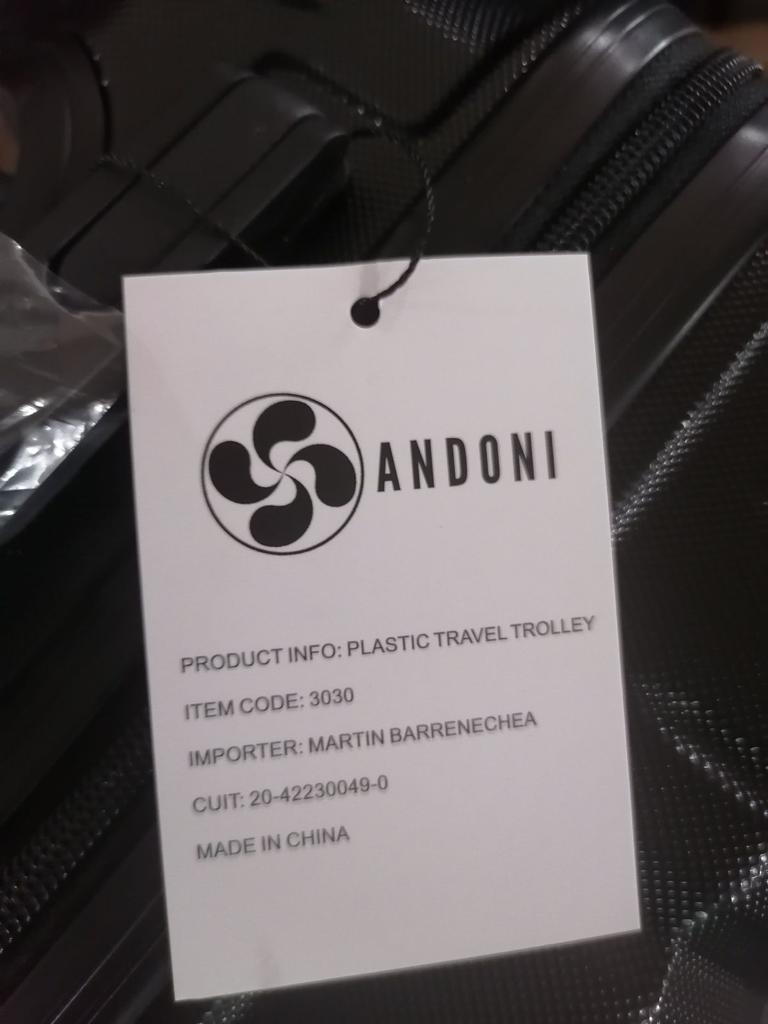 ANDONI
PRODUCT INFO: PLASTIC TRAVEL TROLLEY
ITEM CODE: 3030
IMPORTER: MARTIN BARRENECHEA
CUIT: 20-42230049-0
MADE IN CHINA